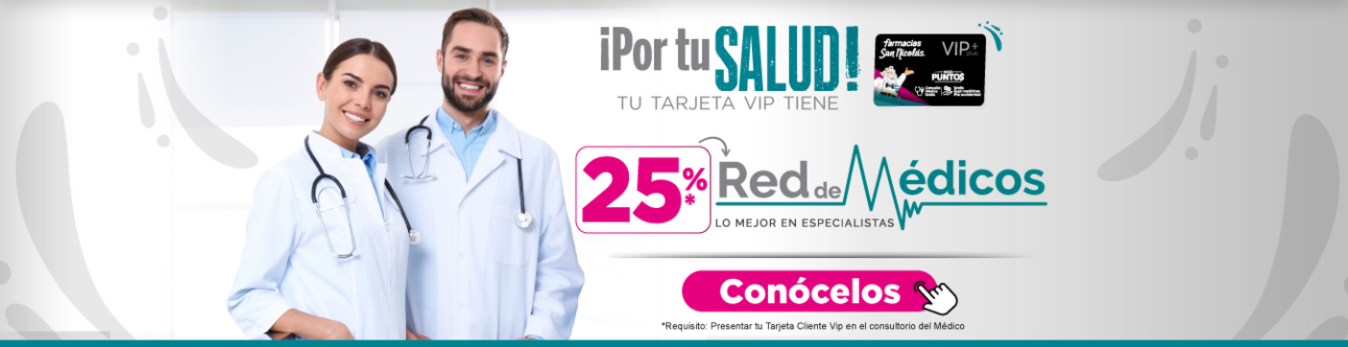 ¡Por tu SALUD!
TU TARJETA VIP TIENE
farmacias
San Nicolás.
VIP+
PUNTOS
25%*
Red de Médicos
LO MEJOR EN ESPECIALISTAS
Conócelos
*Requisito: Presentar tu Tarjeta Cliente Vip en el consultorio del Médico